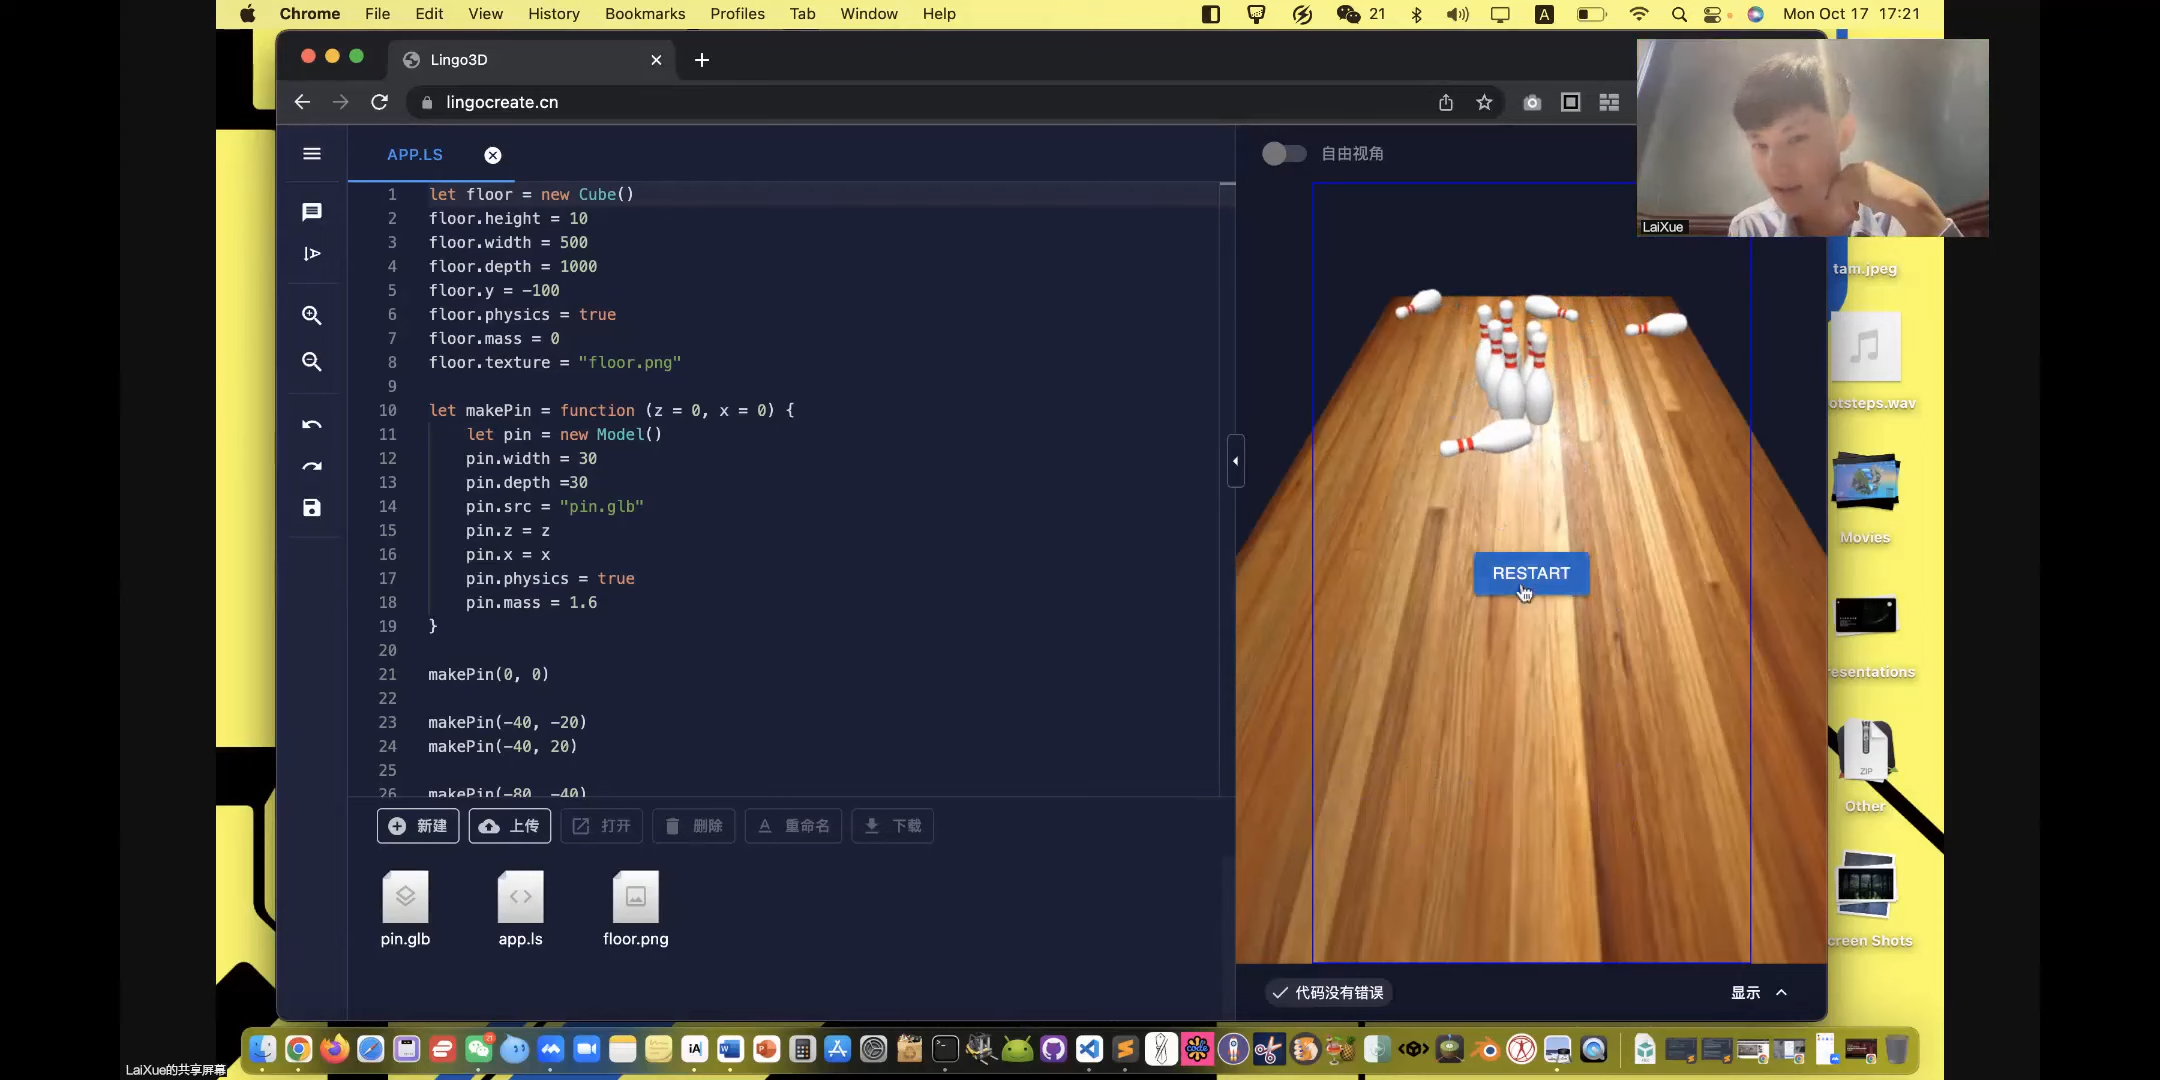 Chrome File Edit View History Bookmarks Profiles Tab Window Help
21 A Mon Oct 17 17:21
Lingo3D
lingocreate.cn
LaiXue
APP.LS
自由视角
1 let floor = new Cube()
2 floor.height = 10
3 floor.width = 500
4 floor.depth = 1000
5 floor.y = -100
6 floor.physics = true
7 floor.mass = 0
8 floor.texture = "floor.png"
9
10 let makePin = function (z = 0, x = 0) {
11 let pin = new Model()
12 pin.width = 30
13 pin.depth =30
14 pin.src = "pin.glb"
15 pin.z = z
16 pin.x = x
17 pin.physics = true
18 pin.mass = 1.6
19 }
20
21 makePin(0, 0)
22
23 makePin(-40, -20)
24 makePin(-40, 20)
25
26 makePin(-80, -40)
RESTART
tam.jpeg
otsteps.wav
Movies
esentations
ZIP
Other
creen Shots
新建 上传 打开 删除 重命名 下载
pin.glb app.ls floor.png
代码没有错误
显示
LaiXue的共享屏幕